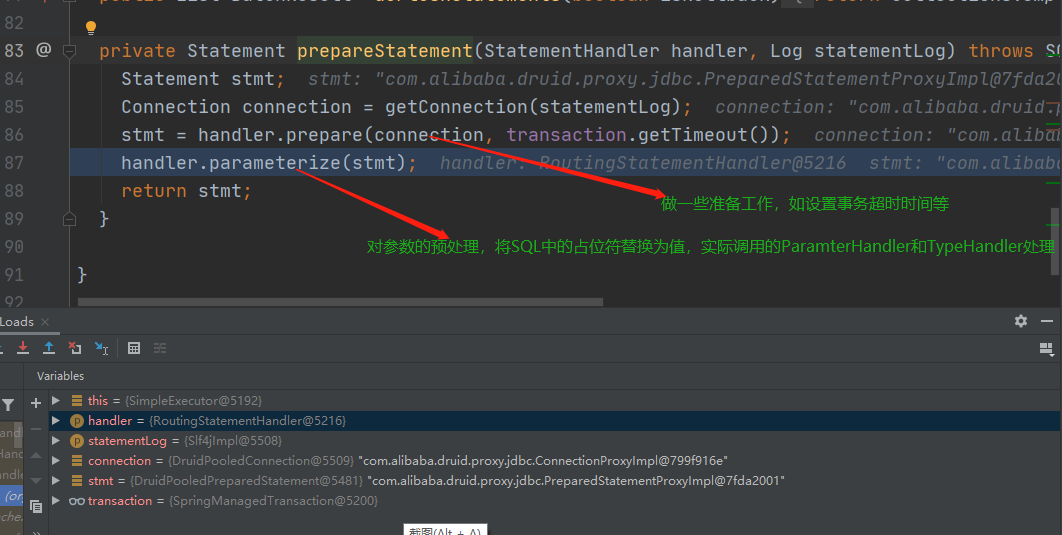 82
83 @ private Statement prepareStatement(StatementHandler handler, Log statementLog) throws
84 Statement stmt; stmt: "com.alibaba.druid.proxy.jdbc.PreparedStatementProxyImpl@7fda20
85 Connection connection = getConnection(statementLog); connection: "com.alibaba.druid.
86 stmt = handler.prepare(connection, transaction.getTimeout()); connection: "com.alibab
87 handler.parameterize(stmt); handler: RoutingStatementHandler@5216 stmt: "com.alibab
88 return stmt;
做一些准备工作，如设置事务超时时间等
89 }
90
对参数的预处理，将SQL中的占位符替换为值，实际调用的ParamterHandler和TypeHandler处理
91 }
92
Loads
Variables
this = {SimpleExecutor@5192}
handler = {RoutingStatementHandler@5216}
statementLog = {Slf4jImpl@5508}
connection = {DruidPooledConnection@5509} "com.alibaba.druid.proxy.jdbc.ConnectionProxyImpl@799f916e"
stmt = {DruidPooledPreparedStatement@5481} "com.alibaba.druid.proxy.jdbc.PreparedStatementProxyImpl@7fda2001"
transaction = {SpringManagedTransaction@5200}
截图(Alt + A)